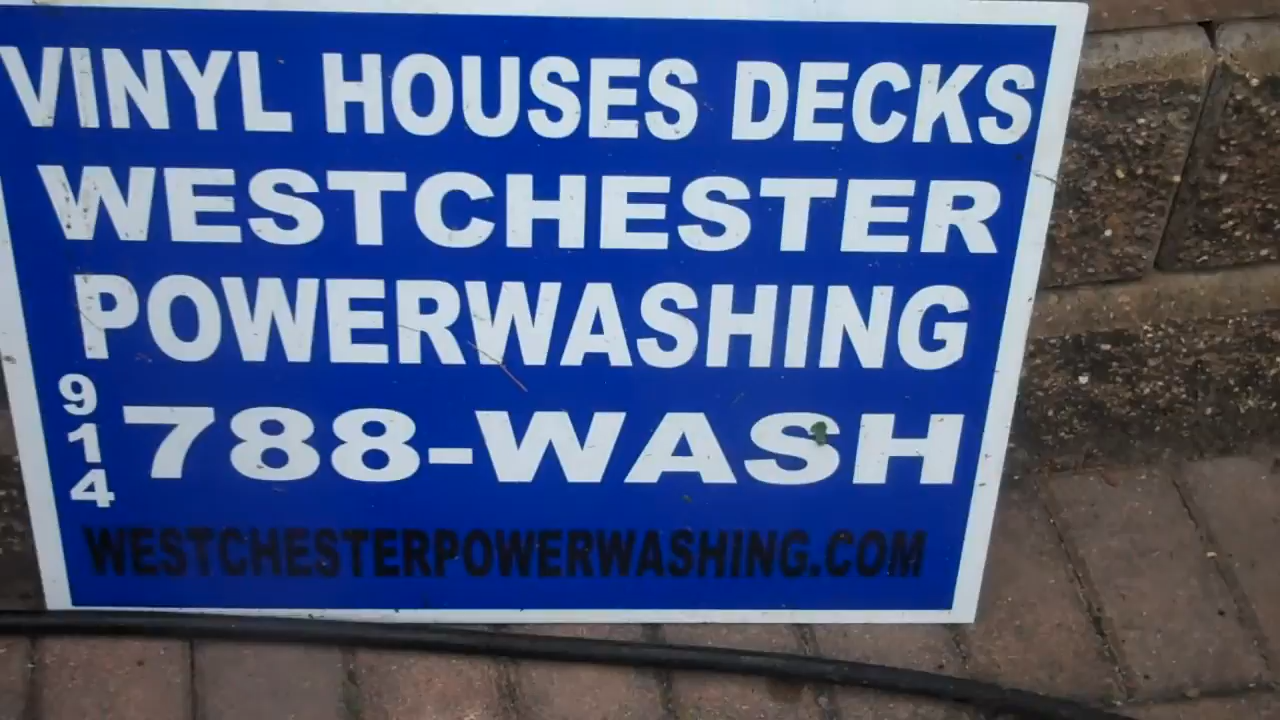 VINYL HOUSES DECKS
WESTCHESTER
POWERWASHING
914 788-WASH
WESTCHESTERPOWERWASHING.COM